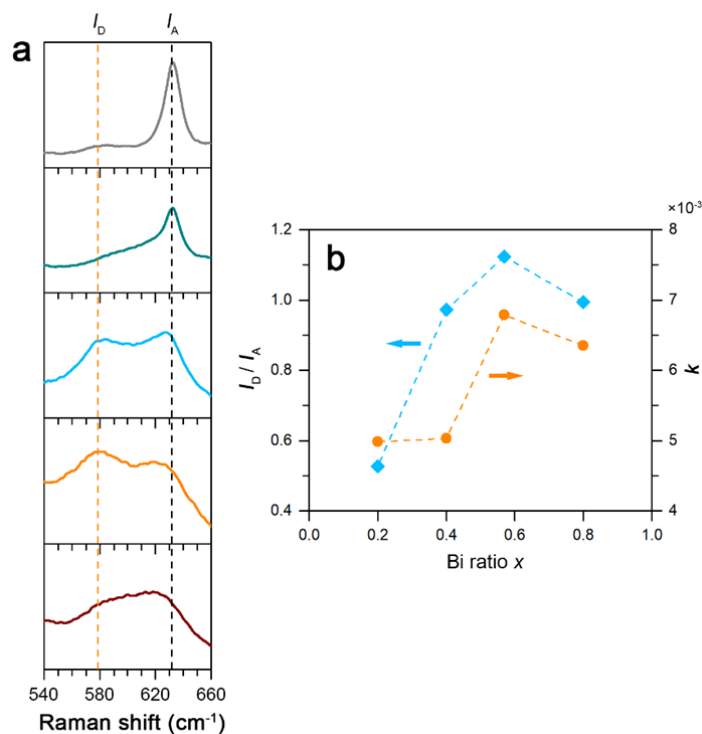 I_D I_A
a
540 580 620 660
Raman shift (cm⁻¹)
×10⁻³
b
1.2
1.0
0.8
0.6
0.4
I_D / I_A
8
7
6
5
4
k
0.0 0.2 0.4 0.6 0.8 1.0
Bi ratio x